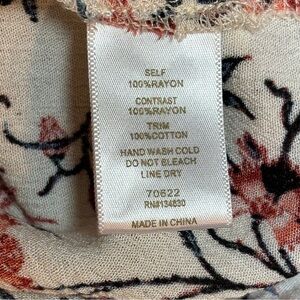 SELF
100%RAYON
CONTRAST
100%RAYON
TRIM
100%COTTON
HAND WASH COLD
DO NOT BLEACH
LINE DRY
70622
RN#134630
MADE IN CHINA